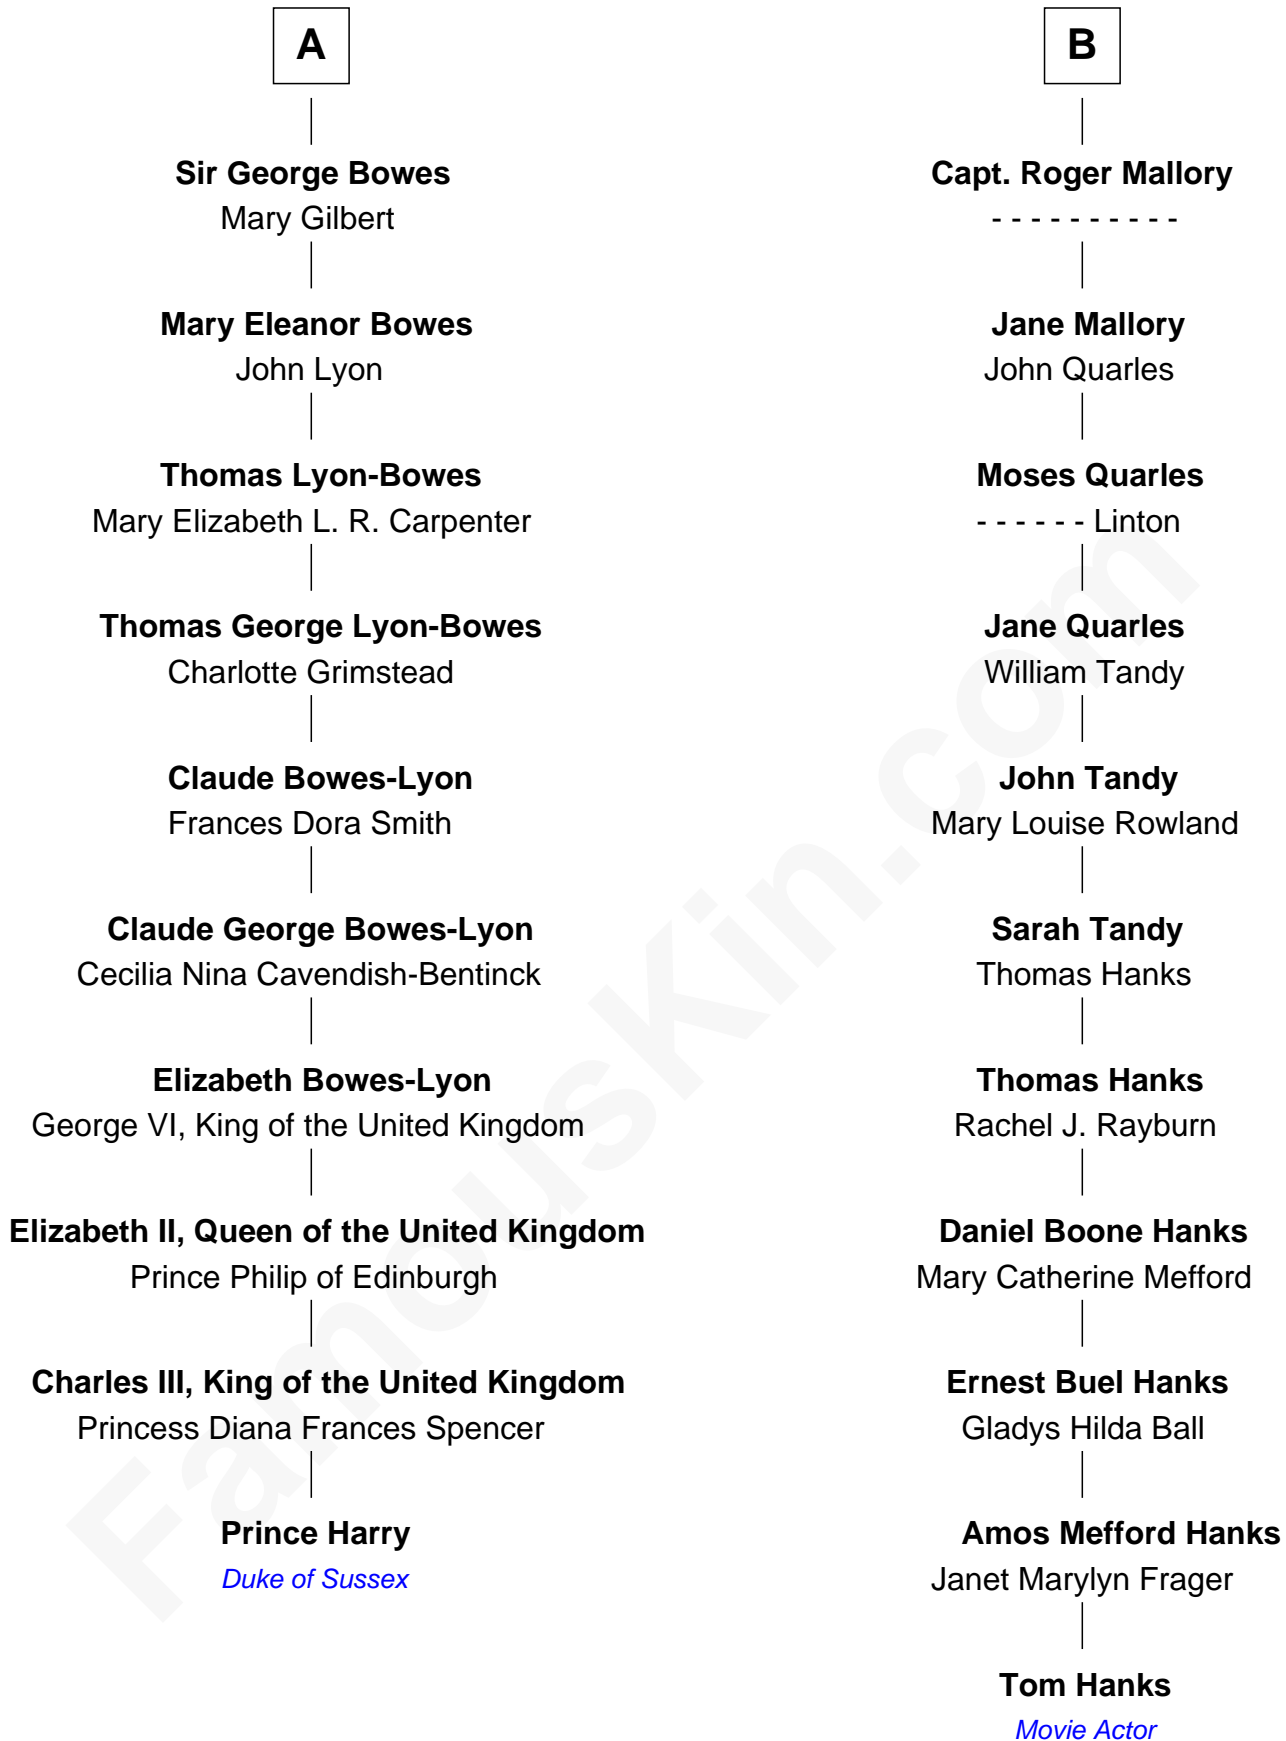 A
Sir George Bowes
Mary Gilbert
Mary Eleanor Bowes
John Lyon
Thomas Lyon-Bowes
Mary Elizabeth L. R. Carpenter
Thomas George Lyon-Bowes
Charlotte Grimstead
Claude Bowes-Lyon
Frances Dora Smith
Claude George Bowes-Lyon
Cecilia Nina Cavendish-Bentinck
Elizabeth Bowes-Lyon
George VI, King of the United Kingdom
Elizabeth II, Queen of the United Kingdom
Prince Philip of Edinburgh
Charles III, King of the United Kingdom
Princess Diana Frances Spencer
Prince Harry
Duke of Sussex
B
Capt. Roger Mallory
- - - - - - - - - -
Jane Mallory
John Quarles
Moses Quarles
- - - - - - Linton
Jane Quarles
William Tandy
John Tandy
Mary Louise Rowland
Sarah Tandy
Thomas Hanks
Thomas Hanks
Rachel J. Rayburn
Daniel Boone Hanks
Mary Catherine Mefford
Ernest Buel Hanks
Gladys Hilda Ball
Amos Mefford Hanks
Janet Marylyn Frager
Tom Hanks
Movie Actor
FamousKin.com